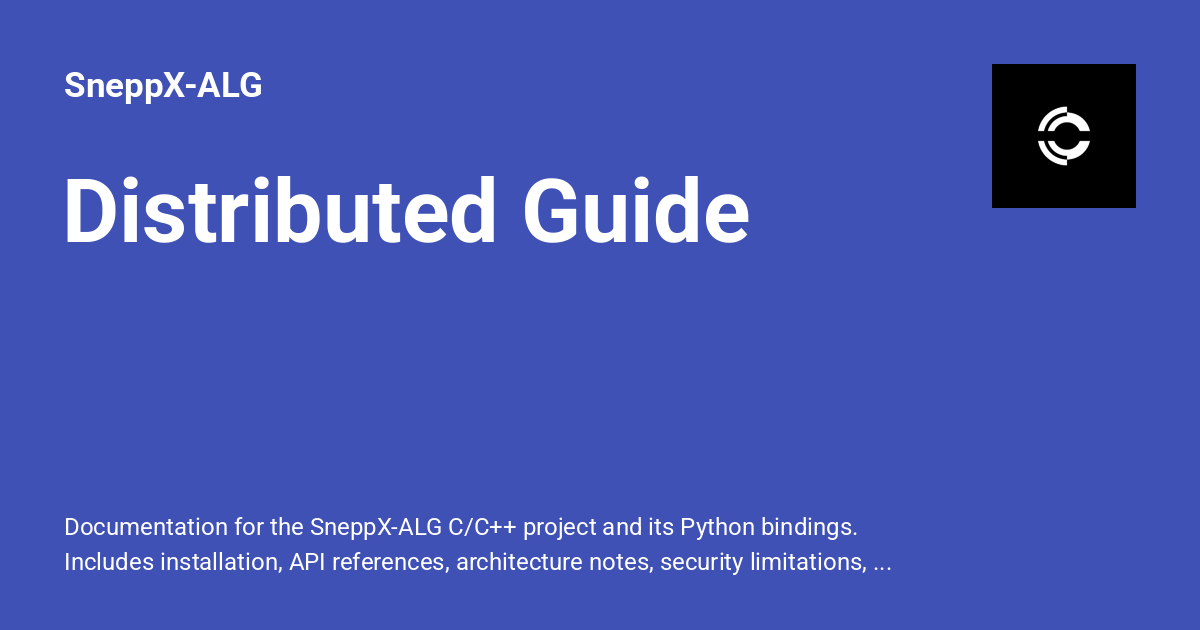 SneppX-ALG
Distributed Guide
Documentation for the SneppX-ALG C/C++ project and its Python bindings.
Includes installation, API references, architecture notes, security limitations, ...